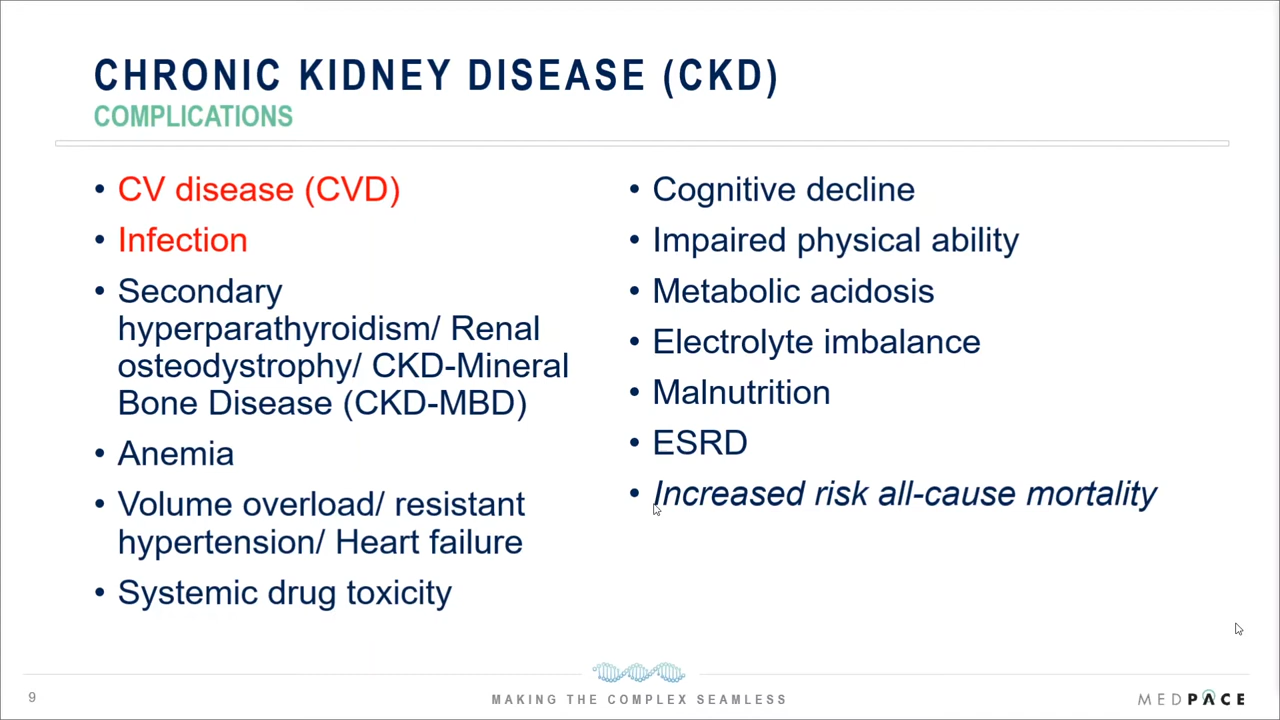 CHRONIC KIDNEY DISEASE (CKD)
COMPLICATIONS
• CV disease (CVD)
• Infection
• Secondary
hyperparathyroidism/ Renal
osteodystrophy/ CKD-Mineral
Bone Disease (CKD-MBD)
• Anemia
• Volume overload/ resistant
hypertension/ Heart failure
• Systemic drug toxicity
• Cognitive decline
• Impaired physical ability
• Metabolic acidosis
• Electrolyte imbalance
• Malnutrition
• ESRD
• Increased risk all-cause mortality
9
MAKING THE COMPLEX SEAMLESS
MEDPACE